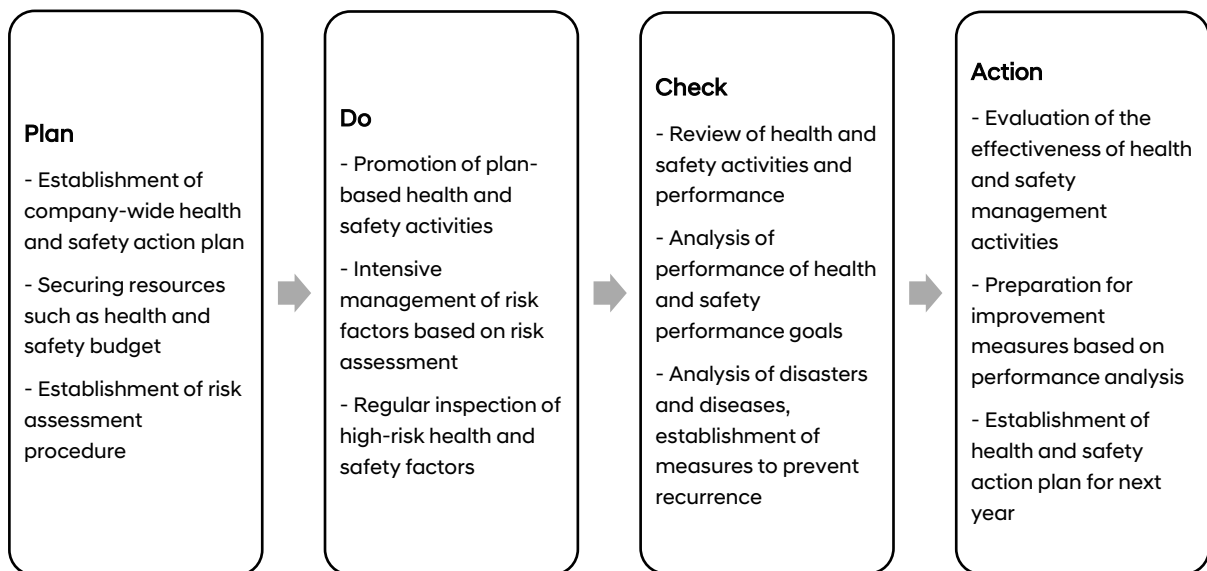 Plan
- Establishment of
company-wide health
and safety action plan
- Securing resources
such as health and
safety budget
- Establishment of risk
assessment
procedure
Do
- Promotion of plan-
based health and
safety activities
- Intensive
management of risk
factors based on risk
assessment
- Regular inspection of
high-risk health and
safety factors
Check
- Review of health and
safety activities and
performance
- Analysis of
performance of health
and safety
performance goals
- Analysis of disasters
and diseases,
establishment of
measures to prevent
recurrence
Action
- Evaluation of the
effectiveness of health
and safety
management
activities
- Preparation for
improvement
measures based on
performance analysis
- Establishment of
health and safety
action plan for next
year